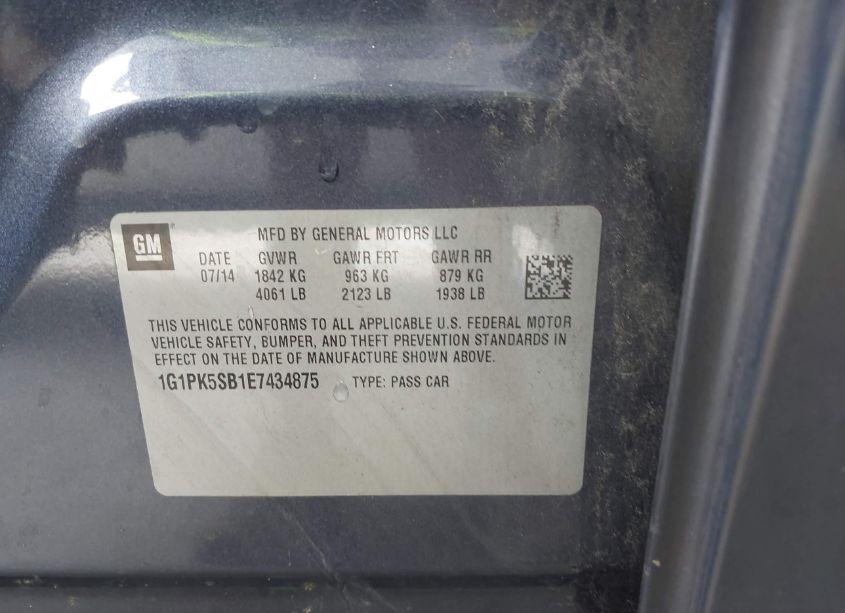 GM
MFD BY GENERAL MOTORS LLC
DATE GVWR GAWR FRT GAWR RR
07/14 1842 KG 963 KG 879 KG
4061 LB 2123 LB 1938 LB
THIS VEHICLE CONFORMS TO ALL APPLICABLE U.S. FEDERAL MOTOR
VEHICLE SAFETY, BUMPER, AND THEFT PREVENTION STANDARDS IN
EFFECT ON THE DATE OF MANUFACTURE SHOWN ABOVE.
1G1PK5SB1E7434875 TYPE: PASS CAR